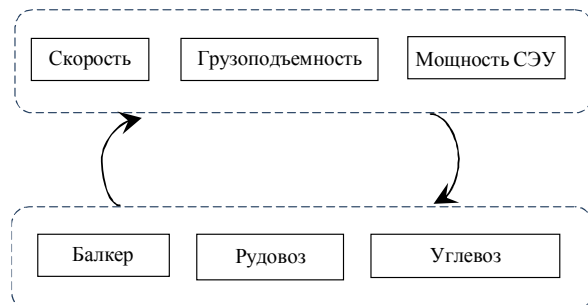 Скорость
Грузоподъемность
Мощность СЭУ
Балкер
Рудовоз
Углевоз